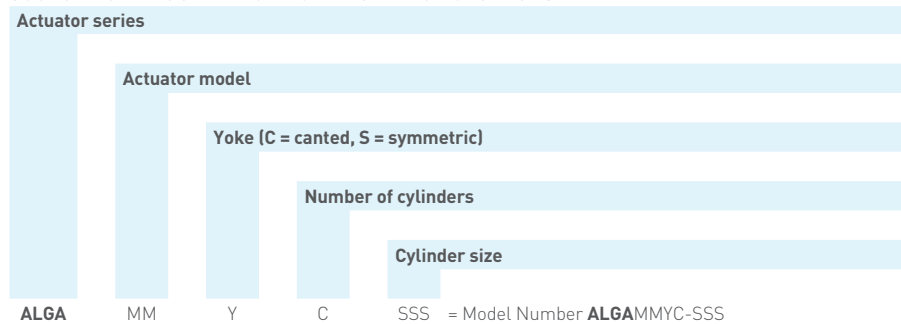 Actuator series
Actuator model
Yoke (C = canted, S = symmetric)
Number of cylinders
Cylinder size
ALGA MM Y C SSS = Model Number ALGAMMYC-SSS